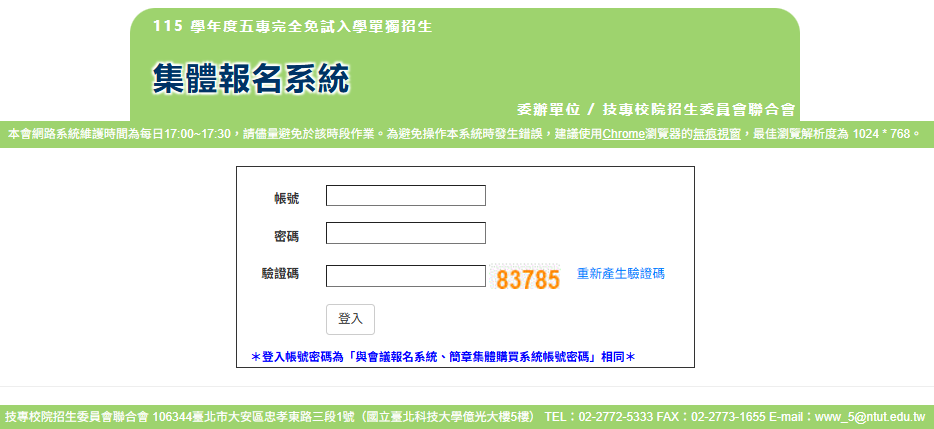 115 學年度五專完全免試入學單獨招生
集體報名系統
委辦單位 / 技專校院招生委員會聯合會
本會網路系統維護時間為每日17:00~17:30，請儘量避免於該時段作業。為避免操作本系統時發生錯誤，建議使用Chrome瀏覽器的無痕視窗，最佳瀏覽解析度為 1024 * 768。
帳號
密碼
驗證碼 83785 重新產生驗證碼
登入
＊登入帳號密碼為「與會議報名系統、簡章集體購買系統帳號密碼」相同＊
技專校院招生委員會聯合會 106344臺北市大安區忠孝東路三段1號（國立臺北科技大學億光大樓5樓） TEL：02-2772-5333 FAX：02-2773-1655 E-mail：www_5@ntut.edu.tw